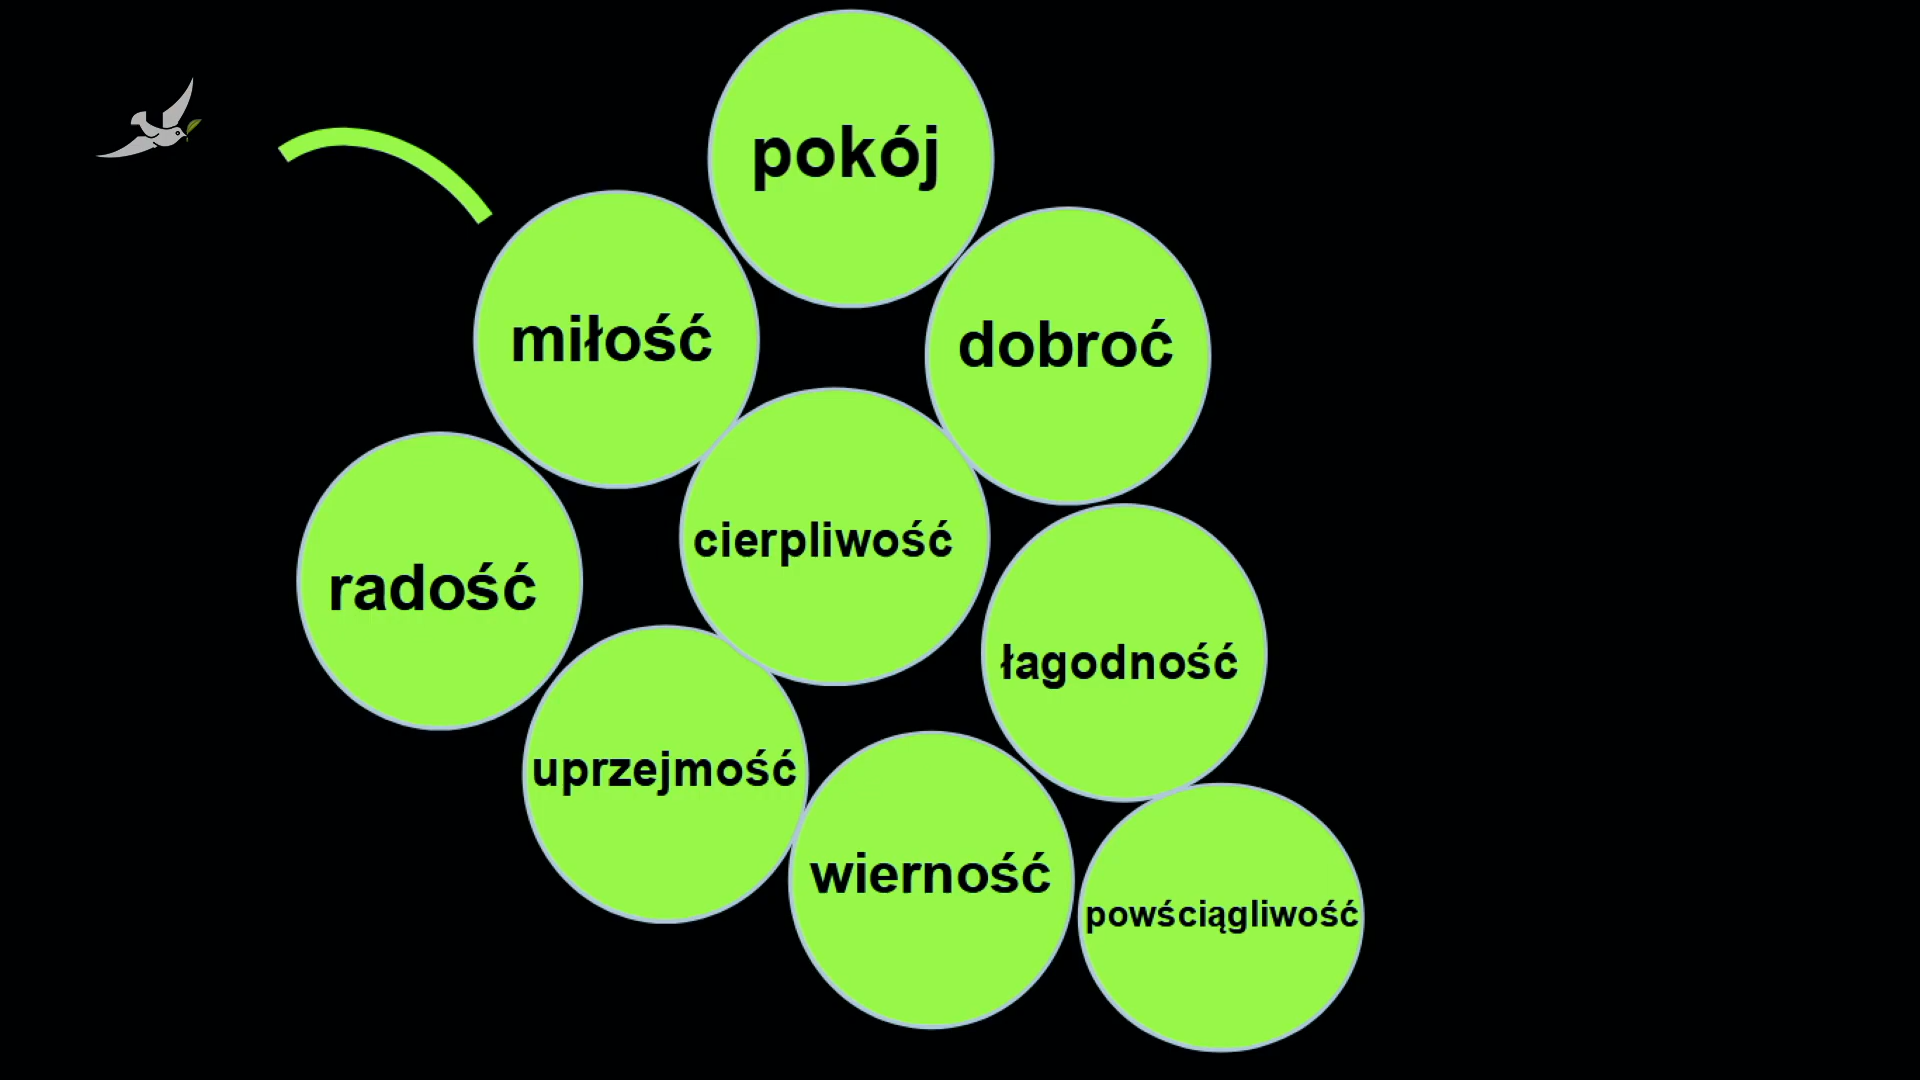 pokój
miłość
dobroć
cierpliwość
radość
łagodność
uprzejmość
wierność
powściągliwość